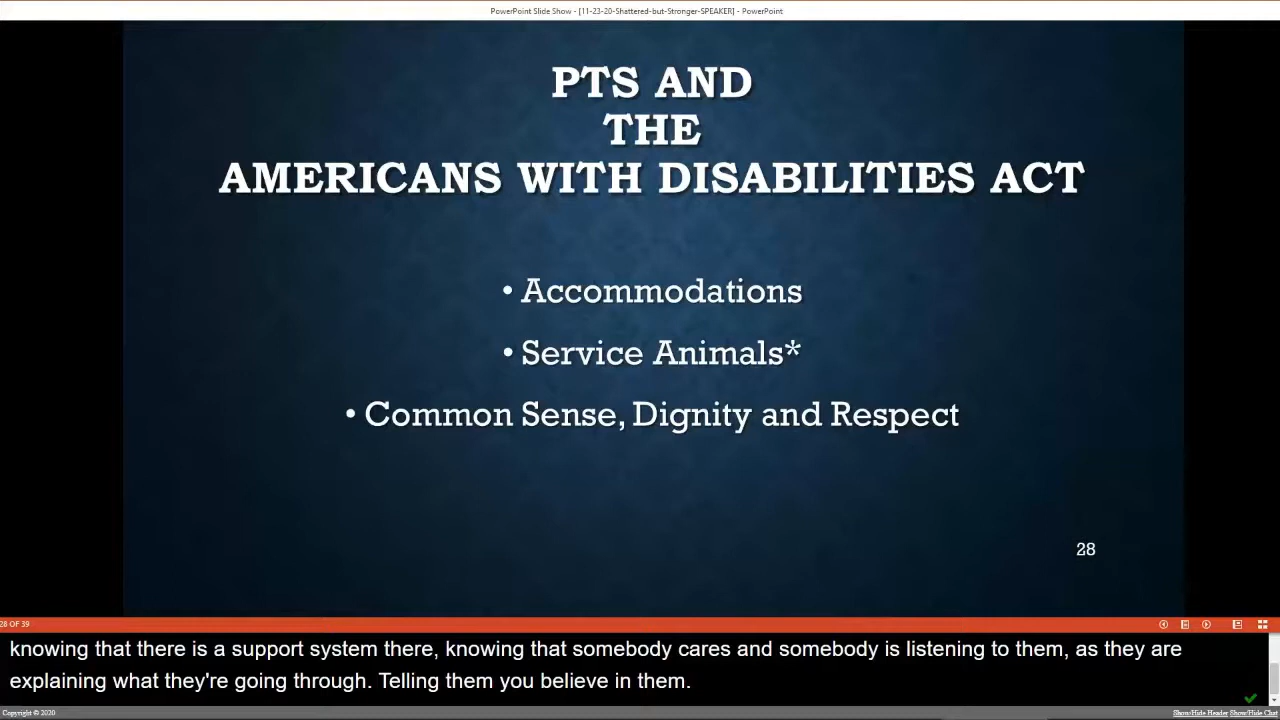 PowerPoint Slide Show - [11-23-20-Shattered-but-Stronger-SPEAKER] - PowerPoint
PTS AND
THE
AMERICANS WITH DISABILITIES ACT
• Accommodations
• Service Animals*
• Common Sense, Dignity and Respect
28
28 OF 39
knowing that there is a support system there, knowing that somebody cares and somebody is listening to them, as they are
explaining what they're going through. Telling them you believe in them.
Copyright © 2020
Show/Hide Header Show/Hide Chat